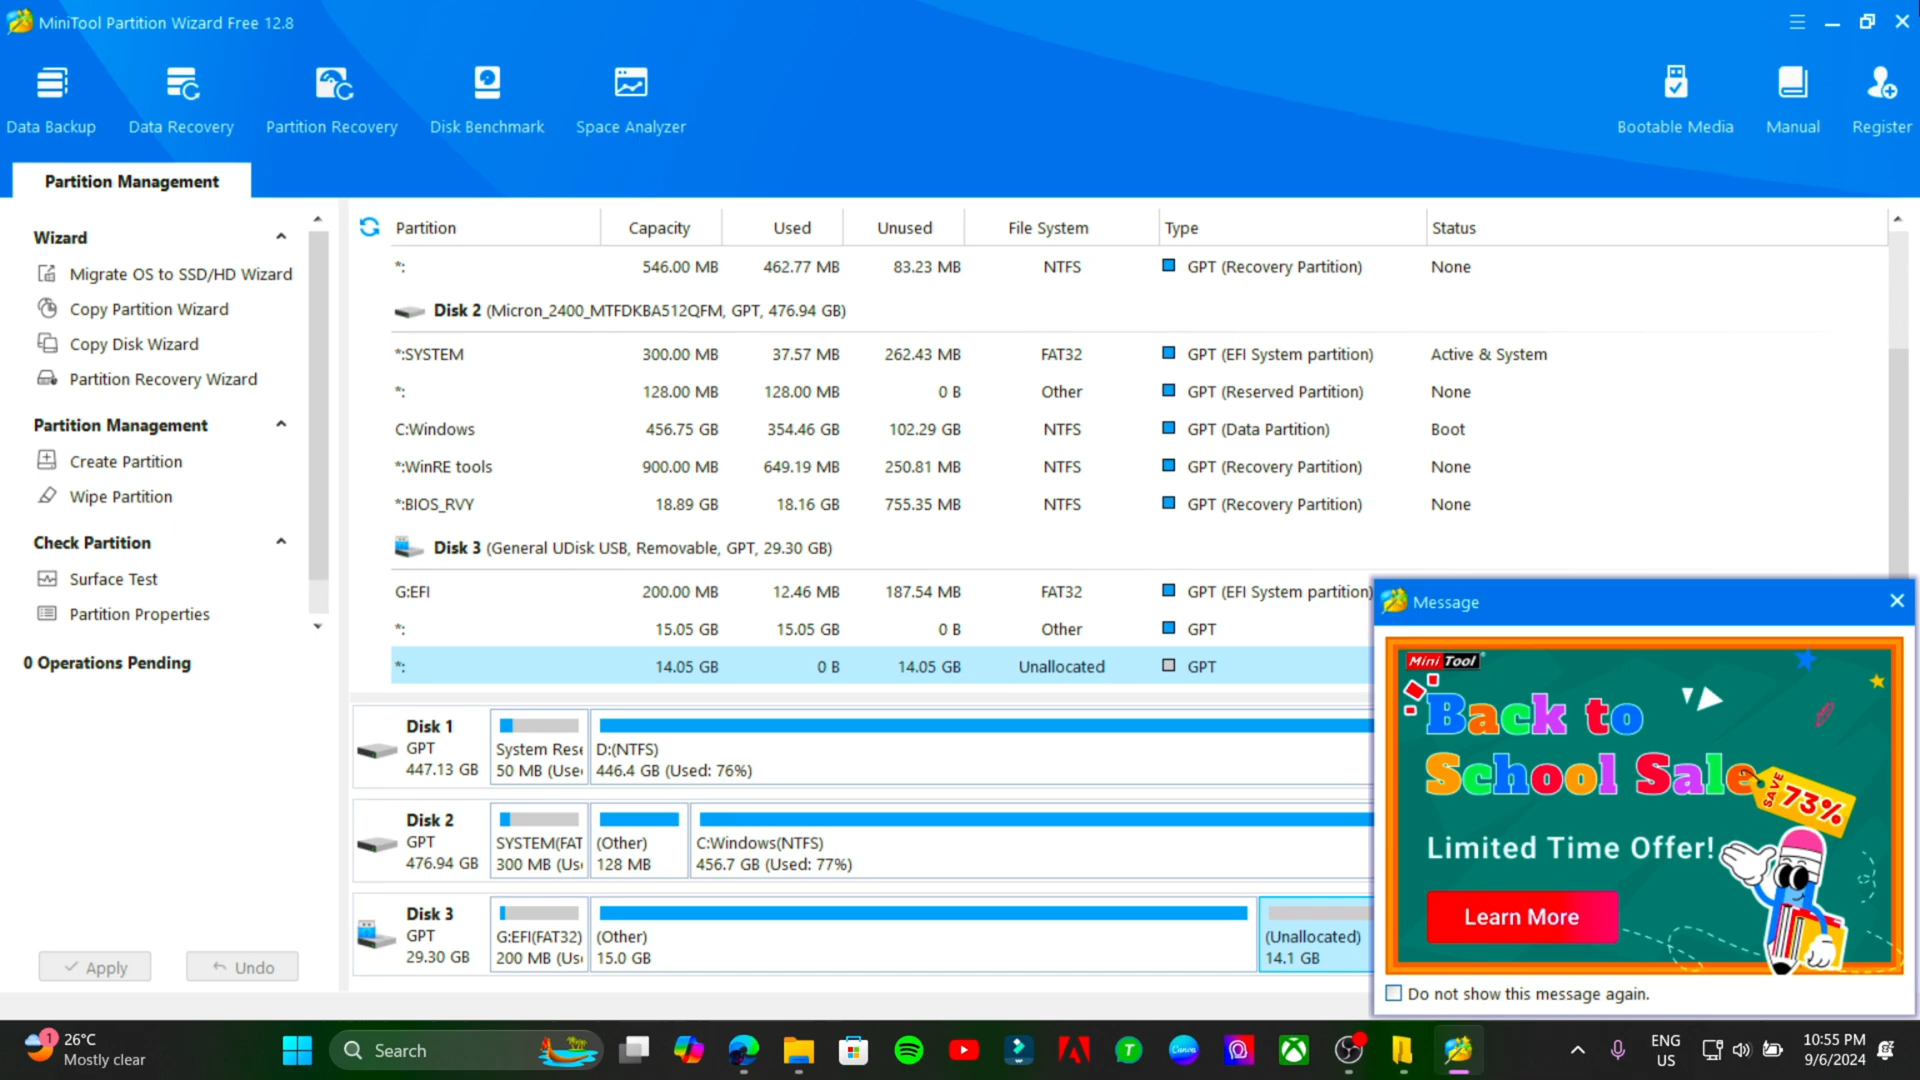 MiniTool Partition Wizard Free 12.8
Data Backup
Data Recovery
Partition Recovery
Disk Benchmark
Space Analyzer
Bootable Media
Manual
Register
Partition Management
Wizard
Migrate OS to SSD/HD Wizard
Copy Partition Wizard
Copy Disk Wizard
Partition Recovery Wizard
Partition Management
Create Partition
Wipe Partition
Check Partition
Surface Test
Partition Properties
0 Operations Pending
Apply
Undo
Partition Capacity Used Unused File System Type Status
*: 546.00 MB 462.77 MB 83.23 MB NTFS GPT (Recovery Partition) None
Disk 2 (Micron_2400_MTFDKBA512QFM, GPT, 476.94 GB)
*:SYSTEM 300.00 MB 37.57 MB 262.43 MB FAT32 GPT (EFI System partition) Active & System
*: 128.00 MB 128.00 MB 0 B Other GPT (Reserved Partition) None
C:Windows 456.75 GB 354.46 GB 102.29 GB NTFS GPT (Data Partition) Boot
*:WinRE tools 900.00 MB 649.19 MB 250.81 MB NTFS GPT (Recovery Partition) None
*:BIOS_RVY 18.89 GB 18.16 GB 755.35 MB NTFS GPT (Recovery Partition) None
Disk 3 (General UDisk USB, Removable, GPT, 29.30 GB)
G:EFI 200.00 MB 12.46 MB 187.54 MB FAT32 GPT (EFI System partition)
*: 15.05 GB 15.05 GB 0 B Other GPT
*: 14.05 GB 0 B 14.05 GB Unallocated GPT
Disk 1
GPT
447.13 GB
System Rese
50 MB (Use
D:(NTFS)
446.4 GB (Used: 76%)
Disk 2
GPT
476.94 GB
SYSTEM(FAT
300 MB (Use
(Other)
128 MB
C:Windows(NTFS)
456.7 GB (Used: 77%)
Disk 3
GPT
29.30 GB
G:EFI(FAT32)
200 MB (Use
(Other)
15.0 GB
(Unallocated)
14.1 GB
Message
Mini Tool
Back to
School Sale
SAVE
73%
Limited Time Offer!
Learn More
Do not show this message again.
1
26°C
Mostly clear
Search
Canva
ENG
US
10:55 PM
9/6/2024